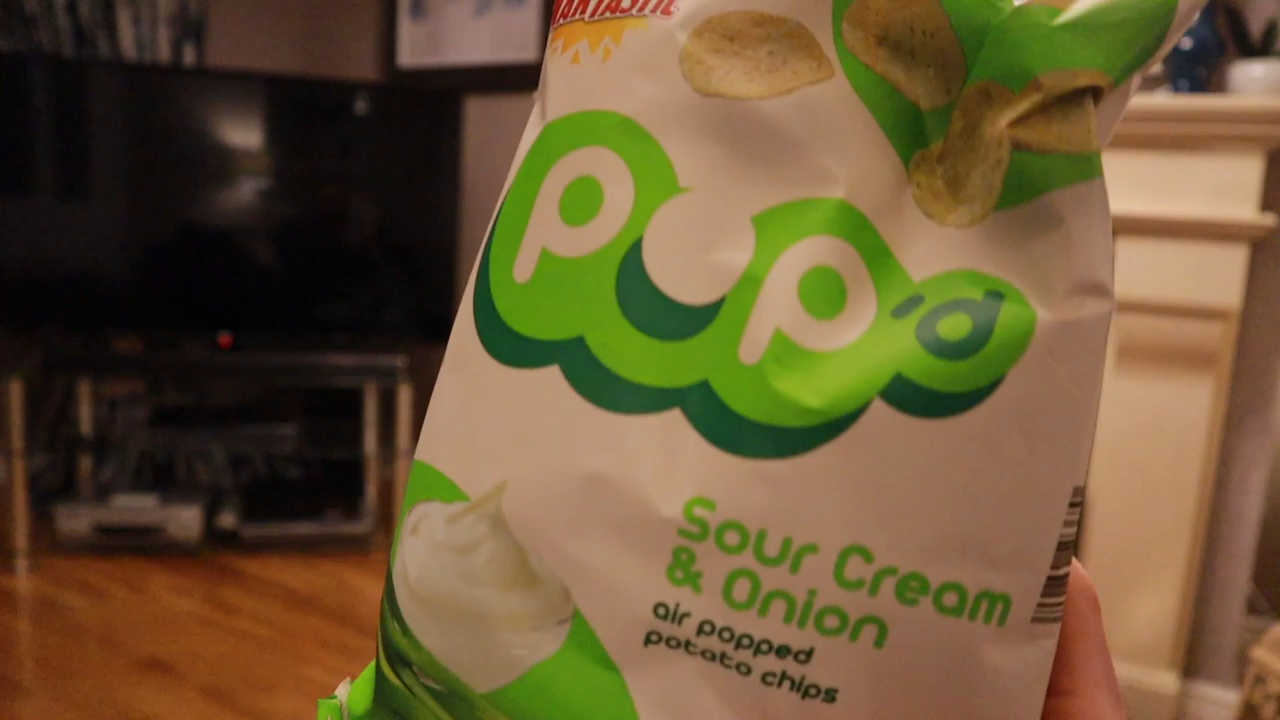 pop'd
Sour Cream
& Onion
air popped
potato chips